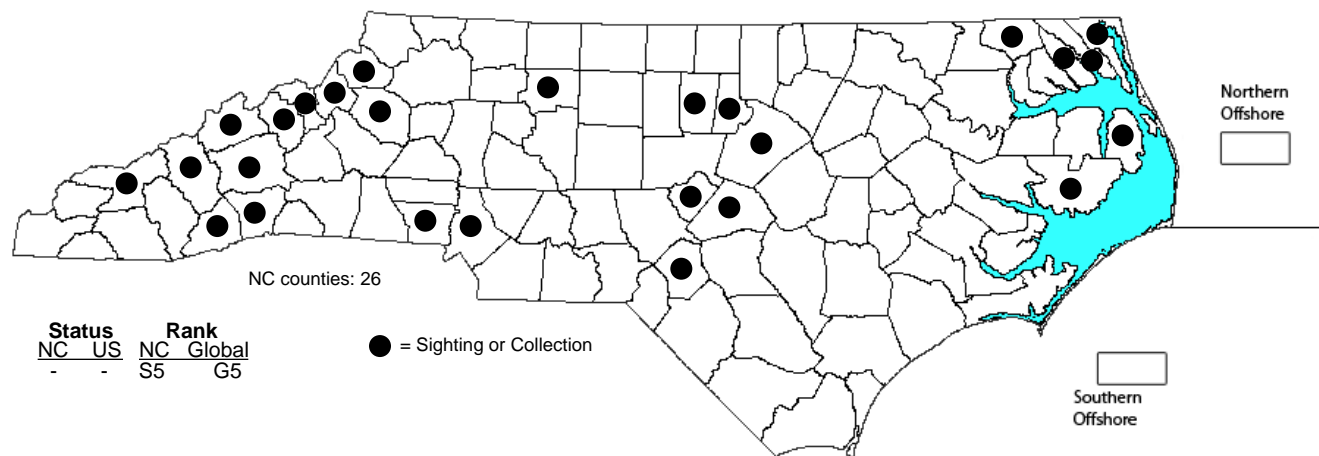 Northern
Offshore
NC counties: 26
Status Rank
NC US NC Global
- - S5 G5
= Sighting or Collection
Southern
Offshore